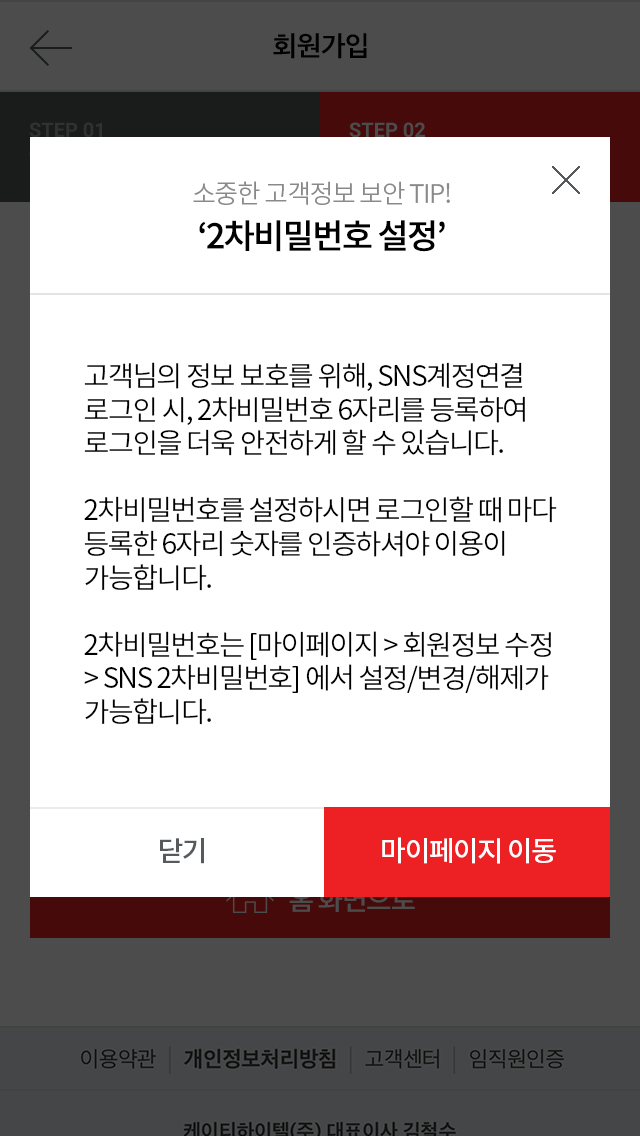 회원가입
STEP 01
STEP 02
소중한 고객정보 보안 TIP!
‘2차비밀번호 설정’
고객님의 정보 보호를 위해, SNS계정연결
로그인 시, 2차비밀번호 6자리를 등록하여
로그인을 더욱 안전하게 할 수 있습니다.
2차비밀번호를 설정하시면 로그인할 때 마다
등록한 6자리 숫자를 인증하셔야 이용이
가능합니다.
2차비밀번호는 [마이페이지 > 회원정보 수정
> SNS 2차비밀번호] 에서 설정/변경/해제가
가능합니다.
닫기
마이페이지 이동
홈 화면으로
이용약관
개인정보처리방침
고객센터
임직원인증
케이티하이텔(주) 대표이사 김철수